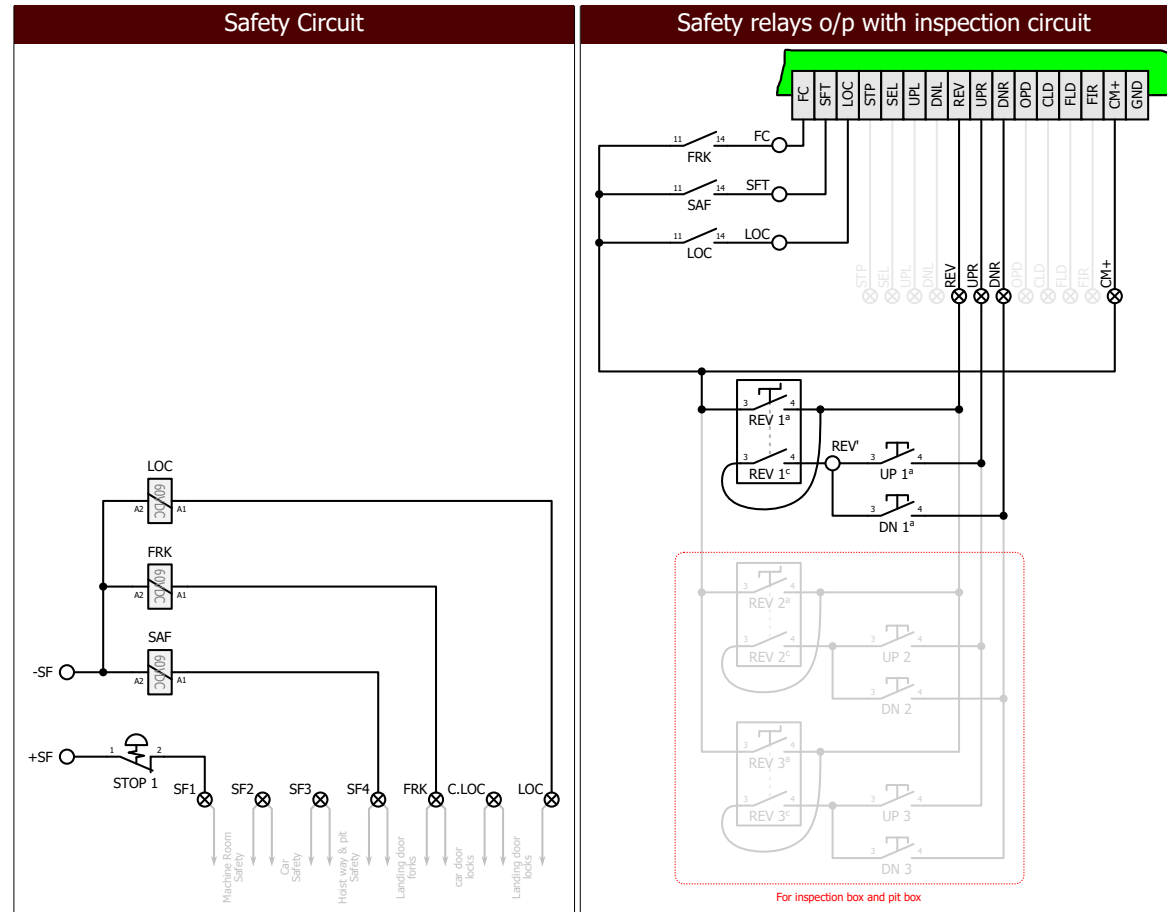 Safety Circuit
LOC
60VDC
A2
A1
FRK
60VDC
A2
A1
SAF
60VDC
A2
A1
-SF
+SF
1
2
STOP 1
SF1
SF2
SF3
SF4
FRK
C.LOC
LOC
Machine Room
Safety
Car
Safety
Hoist way & pit
Safety
Landing door
forks
car door
locks
Landing door
locks
Safety relays o/p with inspection circuit
FC
SFT
LOC
STP
SEL
UPL
DNL
REV
UPR
DNR
OPD
CLD
FLD
FIR
CM+
GND
11
14
FC
FRK
11
14
SFT
SAF
11
14
LOC
LOC
STP
SEL
UPL
DNL
REV
UPR
DNR
OPD
CLD
FLD
FIR
CM+
3
4
REV 1ᵃ
3
4
REV 1ᶜ
REV'
3
4
UP 1ᵃ
3
4
DN 1ᵃ
3
4
REV 2ᵃ
3
4
REV 2ᶜ
3
4
UP 2
3
4
DN 2
3
4
REV 3ᵃ
3
4
REV 3ᶜ
3
4
UP 3
3
4
DN 3
For inspection box and pit box